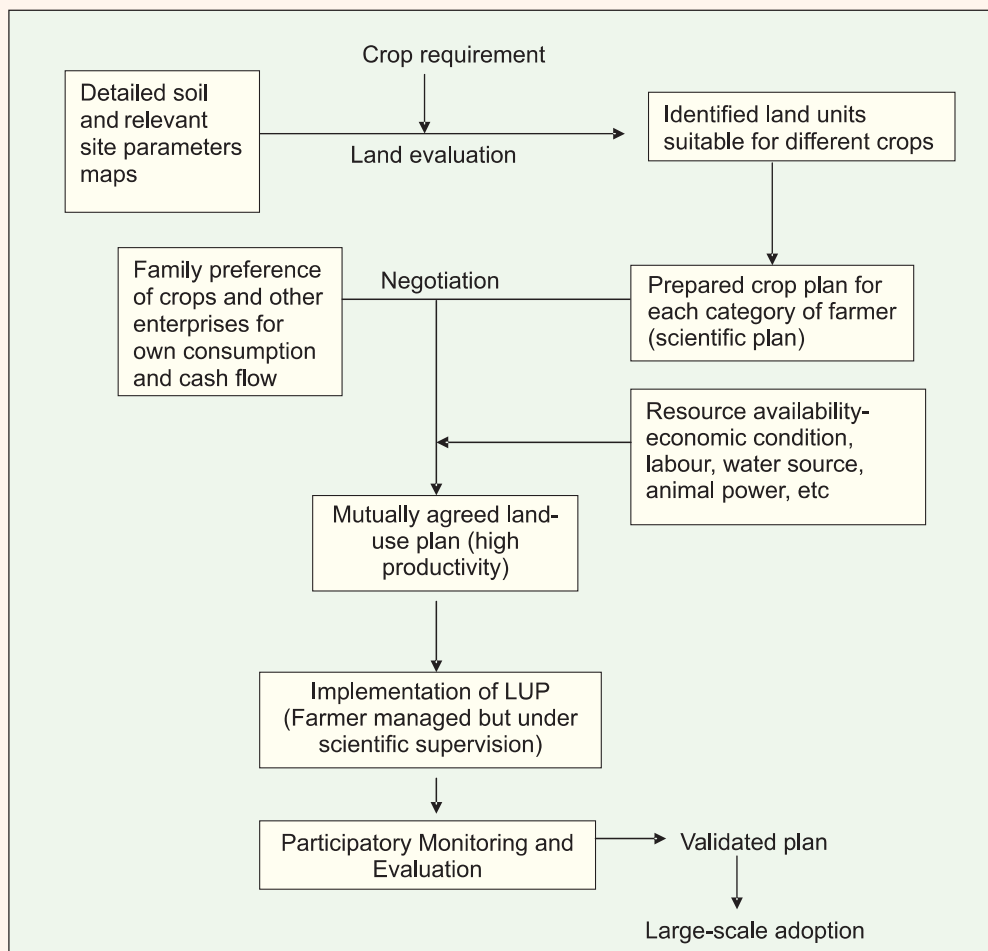 Crop requirement
Detailed soil
and relevant
site parameters
maps
Land evaluation
Identified land units
suitable for different crops
Family preference
of crops and other
enterprises for
own consumption
and cash flow
Negotiation
Prepared crop plan for
each category of farmer
(scientific plan)
Resource availability-
economic condition,
labour, water source,
animal power, etc
Mutually agreed land-
use plan (high
productivity)
Implementation of LUP
(Farmer managed but under
scientific supervision)
Participatory Monitoring and
Evaluation
Validated plan
Large-scale adoption